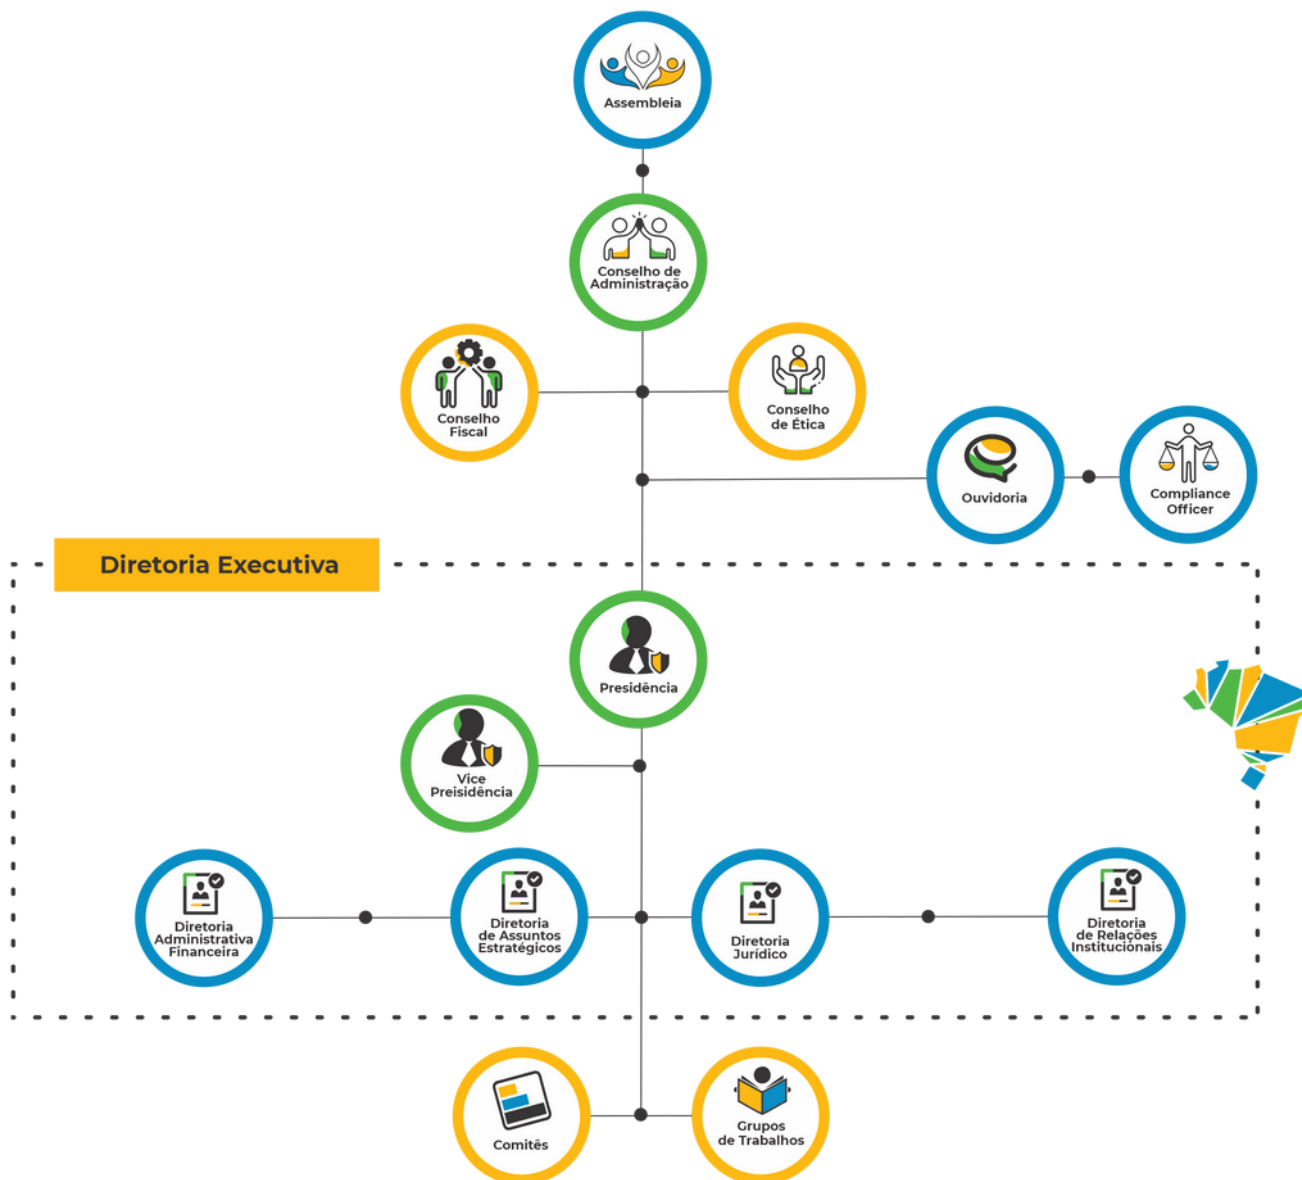 Assembleia
Conselho de
Administração
Conselho
Fiscal
Conselho
de Ética
Ouvidoria
Compliance
Officer
Diretoria Executiva
Presidência
Vice
Preisidência
Diretoria
Administrativa
Financeira
Diretoria
de Assuntos
Estratégicos
Diretoria
Jurídico
Diretoria
de Relações
Institucionais
Comitês
Grupos
de Trabalhos